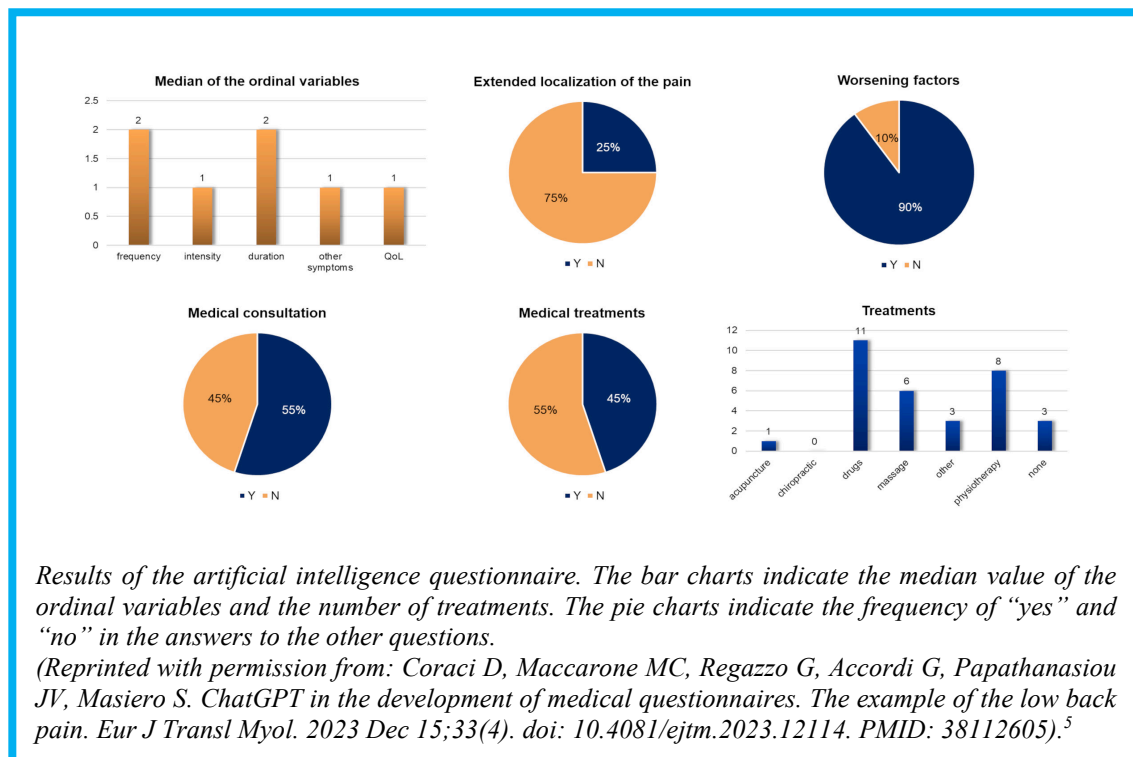 Median of the ordinal variables
2.5
2
1.5
1
0.5
0
2
1
2
1
1
frequency
intensity
duration
other
symptoms
QoL
Extended localization of the pain
25%
75%
Y N
Worsening factors
10%
90%
Y N
Medical consultation
45%
55%
Y N
Medical treatments
55%
45%
Y N
Treatments
12
10
8
6
4
2
0
1
0
11
6
3
8
3
acupuncture
chiropractic
drugs
massage
other
physiotherapy
none
Results of the artificial intelligence questionnaire. The bar charts indicate the median value of the
ordinal variables and the number of treatments. The pie charts indicate the frequency of “yes” and
“no” in the answers to the other questions.
(Reprinted with permission from: Coraci D, Maccarone MC, Regazzo G, Accordi G, Papathanasiou
JV, Masiero S. ChatGPT in the development of medical questionnaires. The example of the low back
pain. Eur J Transl Myol. 2023 Dec 15;33(4). doi: 10.4081/ejtm.2023.12114. PMID: 38112605).5